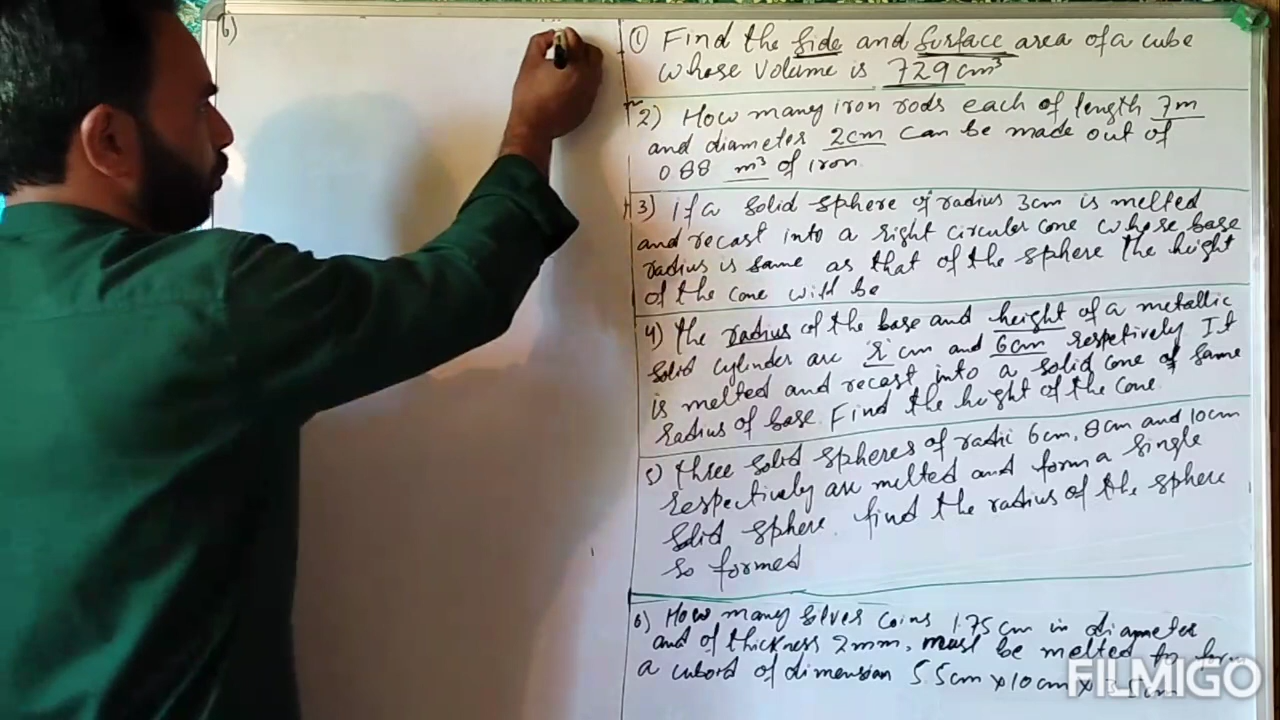 6)
① Find the side and surface area of a cube
whose volume is 729 cm³
2) How many iron rods each of length 7m
and diameter 2cm can be made out of
0 88 m³ of iron
3) If a solid sphere of radius 3cm is melted
and recast into a right circular cone whose base
radius is same as that of the sphere the height
of the cone will be
4) the radius of the base and height of a metallic
solid cylinder are r cm and 6cm respetively It
is melted and recast into a solid cone of same
radius of base. Find the height of the cone
5) three solid spheres of radii 6cm, 8cm and 10cm
respectively are melted and form a single
solid sphere. find the radius of the sphere
so formed
6) How many silver coins 1.75 cm in diameter
and of thickness 2mm, must be melted to
a cuboid of dimension 5.5cm × 10cm ×
FILMIGO